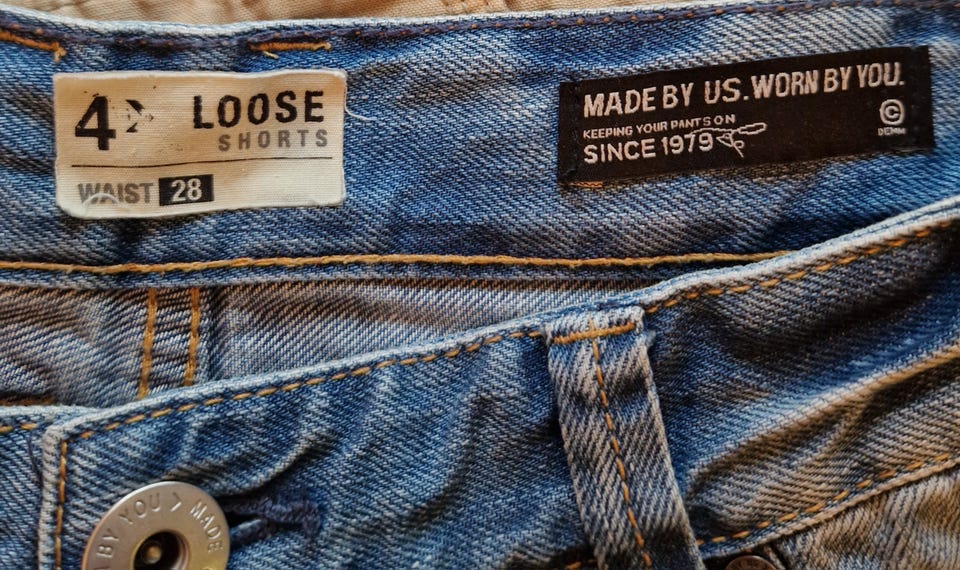 4 LOOSE
SHORTS
WAIST 28
MADE BY US. WORN BY YOU.
KEEPING YOUR PANTS ON
SINCE 1979
©
DENM
BY YOU > MADE